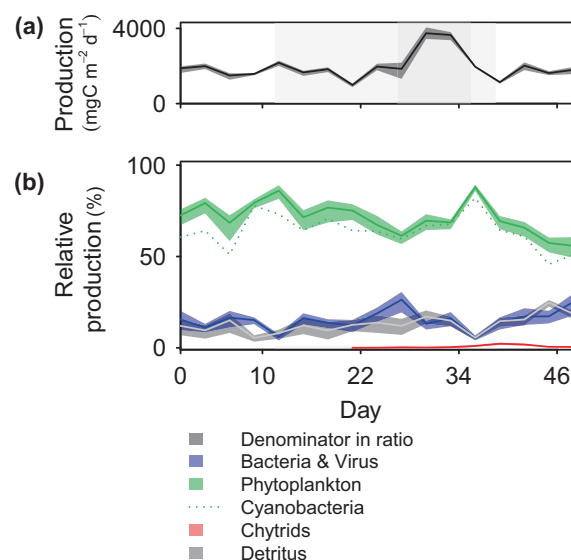 (a)
Production
(mgC m⁻² d⁻¹)
4000
0
(b)
Relative
production (%)
100
50
0
0 10 22 34 46
Day
Denominator in ratio
Bacteria & Virus
Phytoplankton
Cyanobacteria
Chytrids
Detritus